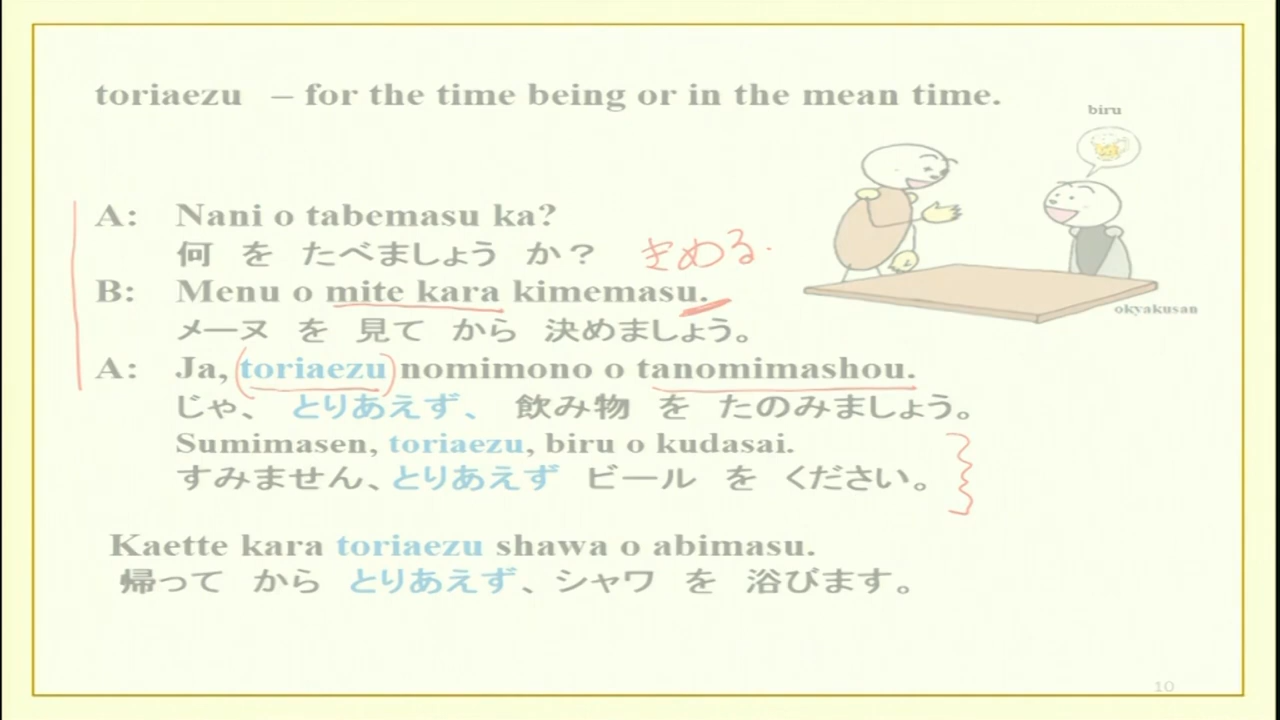 toriaezu – for the time being or in the mean time.
biru
A: Nani o tabemasu ka?
何 を たべましょう か？ きめる.
B: Menu o mite kara kimemasu.
okyakusan
メーヌ を 見て から 決めましょう。
A: Ja, (toriaezu) nomimono o tanomimashou.
じゃ、 とりあえず、 飲み物 を たのみましょう。
Sumimasen, toriaezu, biru o kudasai.
すみません、とりあえず ビール を ください。
Kaette kara toriaezu shawa o abimasu.
帰って から とりあえず、シャワ を 浴びます。
10